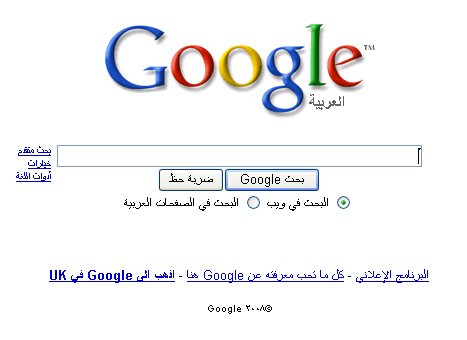 Google™
العربية
بحث متقدم
خيارات
أدوات اللغة
بحث Google
ضربة حظ
البحث في ويب
البحث في الصفحات العربية
البرنامج الإعلاني - كل ما تحب معرفته عن Google هنا - اذهب الى Google في UK
©٢٠٠٨ Google